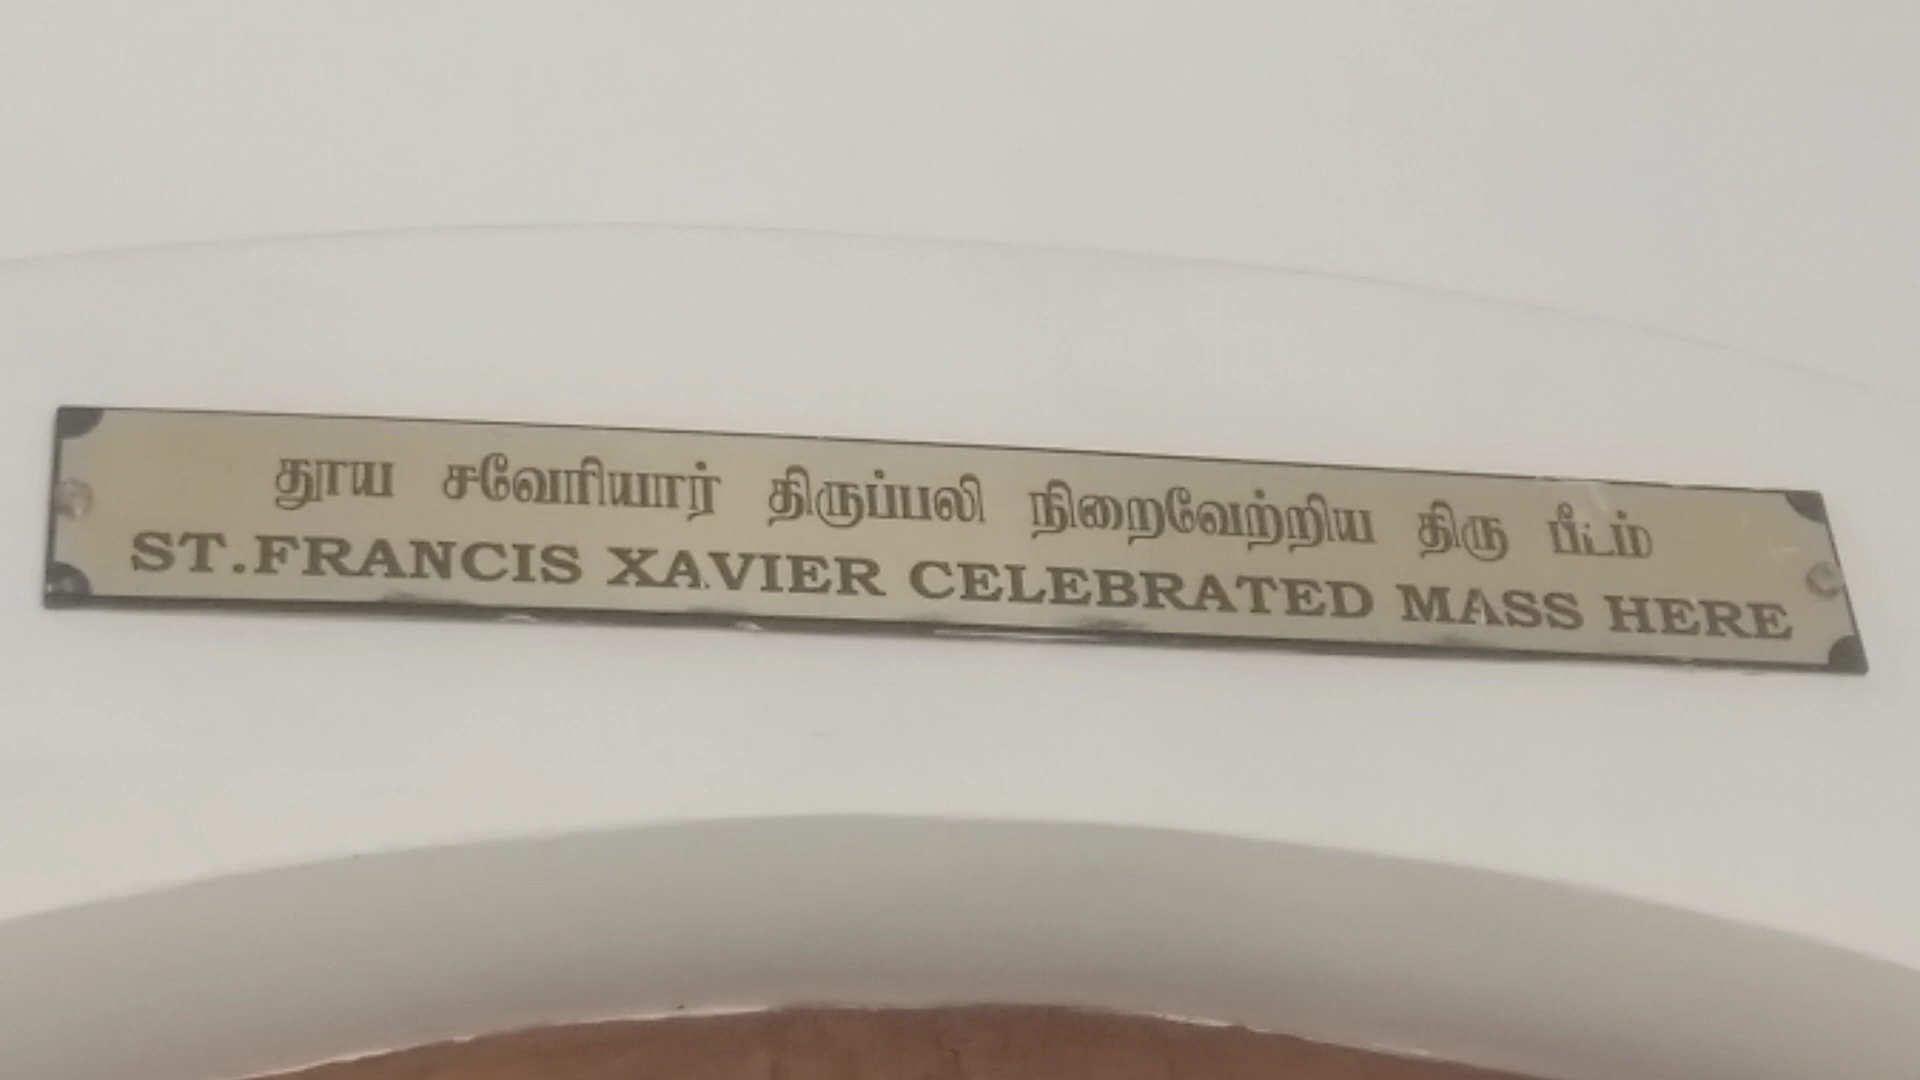 தூய சவேரியார் திருப்பலி நிறைவேற்றிய திரு பீடம்
ST.FRANCIS XAVIER CELEBRATED MASS HERE